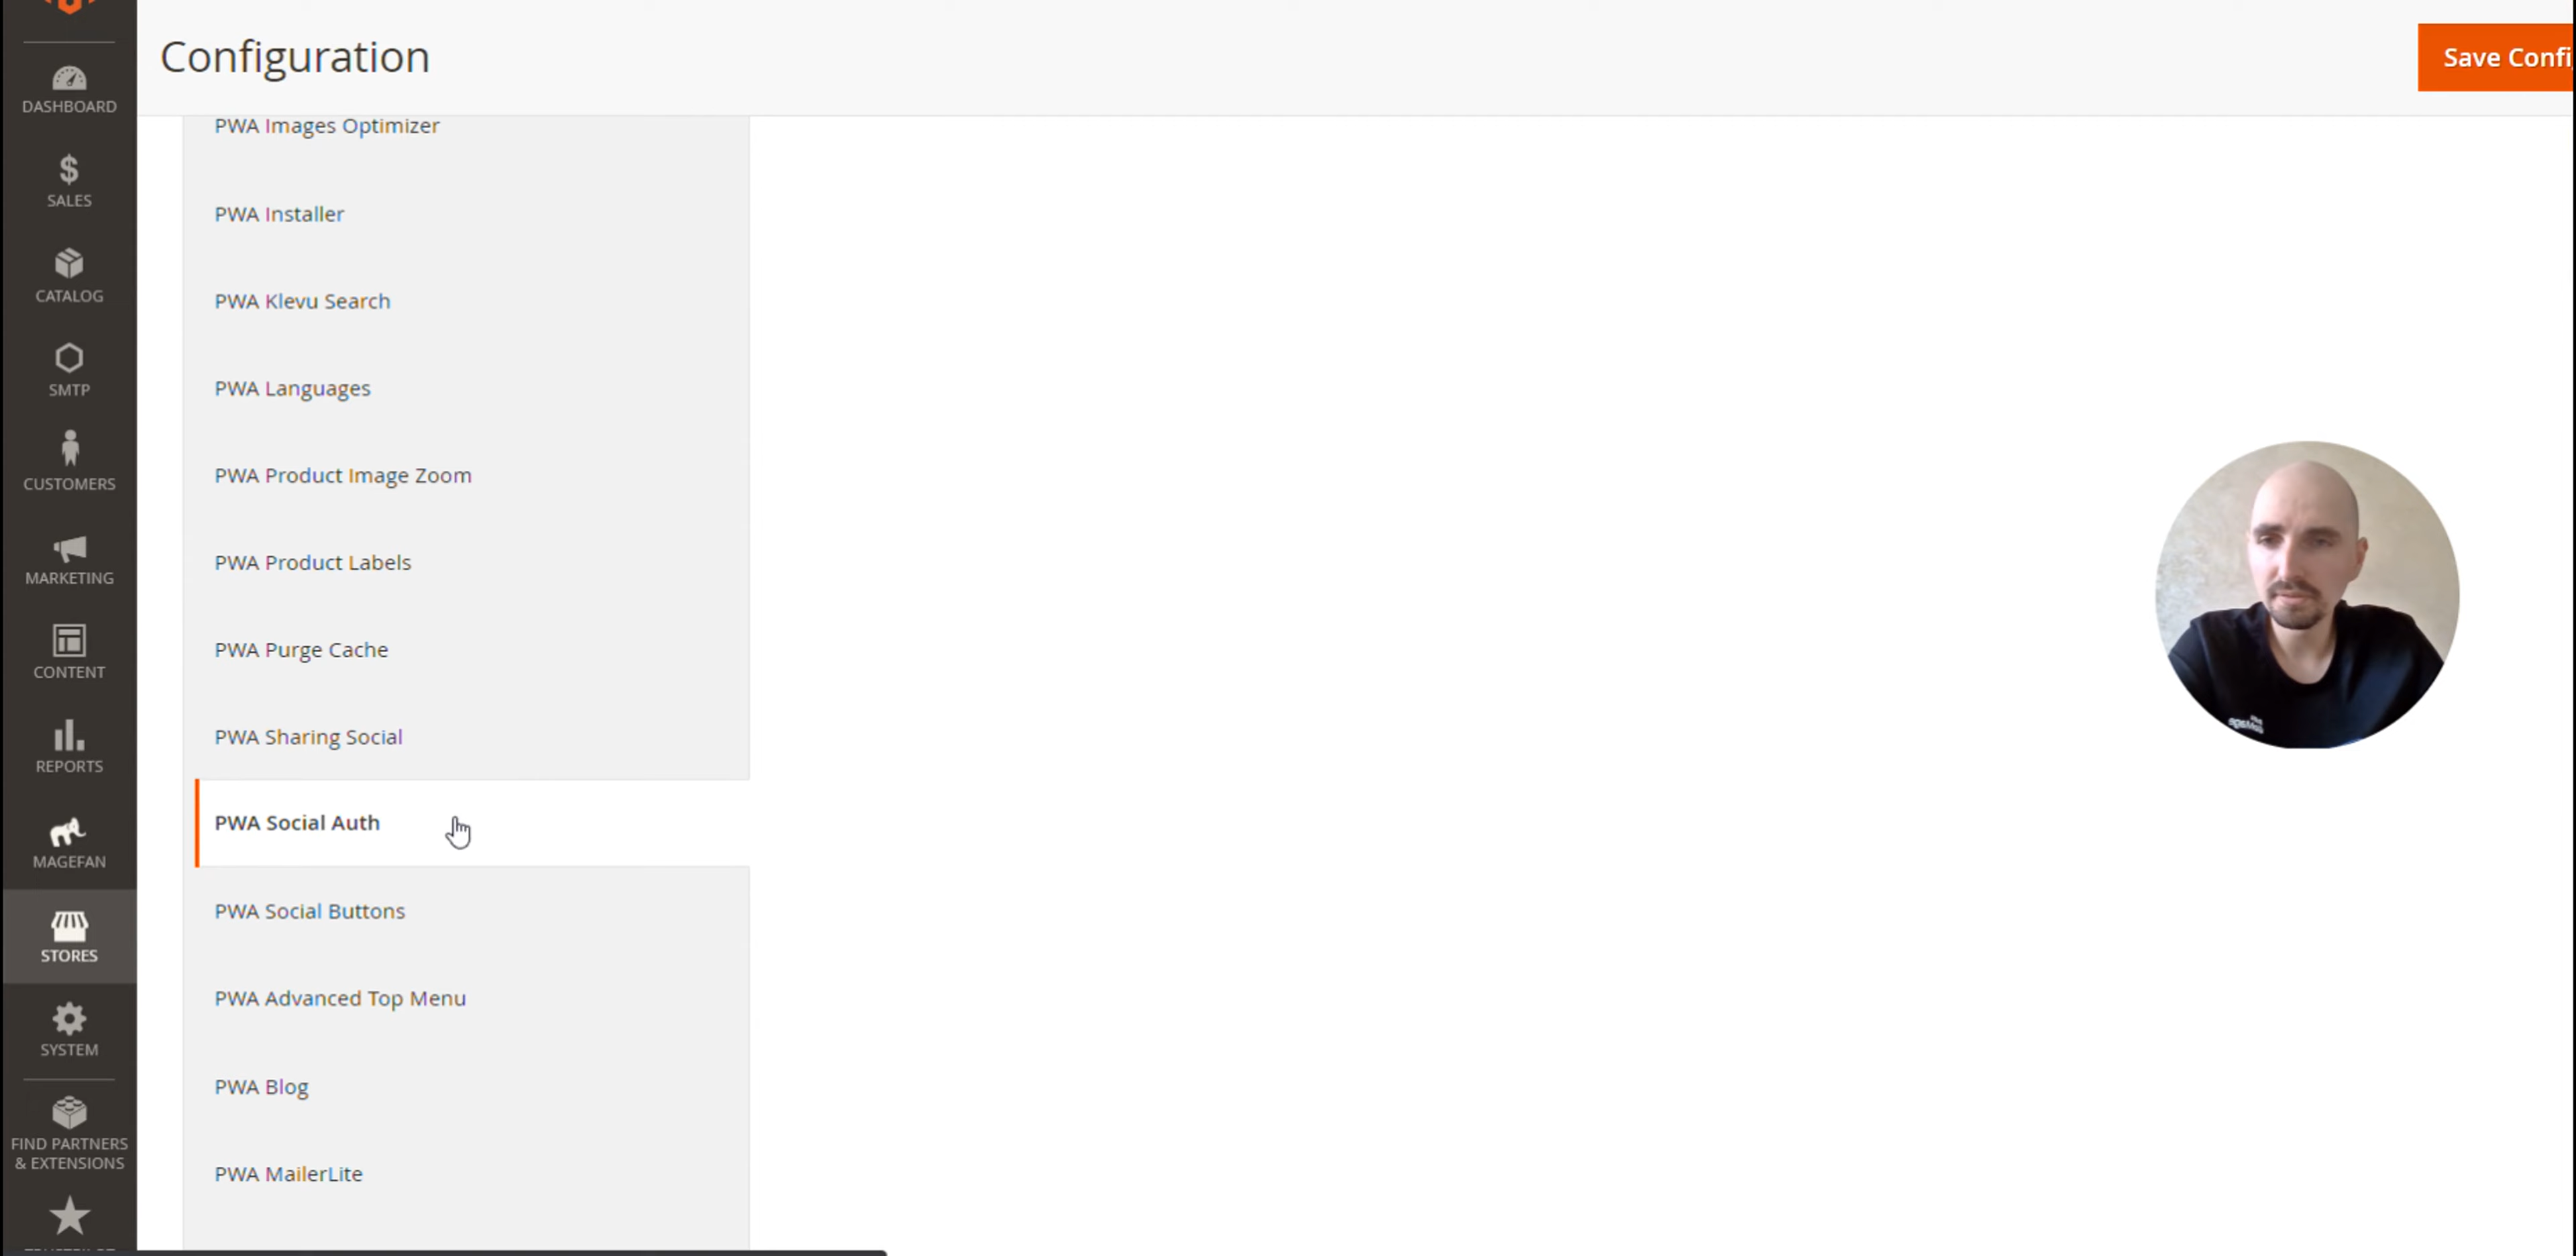 Configuration
Save Confi
DASHBOARD
SALES
CATALOG
SMTP
CUSTOMERS
MARKETING
CONTENT
REPORTS
MAGEFAN
STORES
SYSTEM
FIND PARTNERS
& EXTENSIONS
PWA Images Optimizer
PWA Installer
PWA Klevu Search
PWA Languages
PWA Product Image Zoom
PWA Product Labels
PWA Purge Cache
PWA Sharing Social
PWA Social Auth
PWA Social Buttons
PWA Advanced Top Menu
PWA Blog
PWA MailerLite